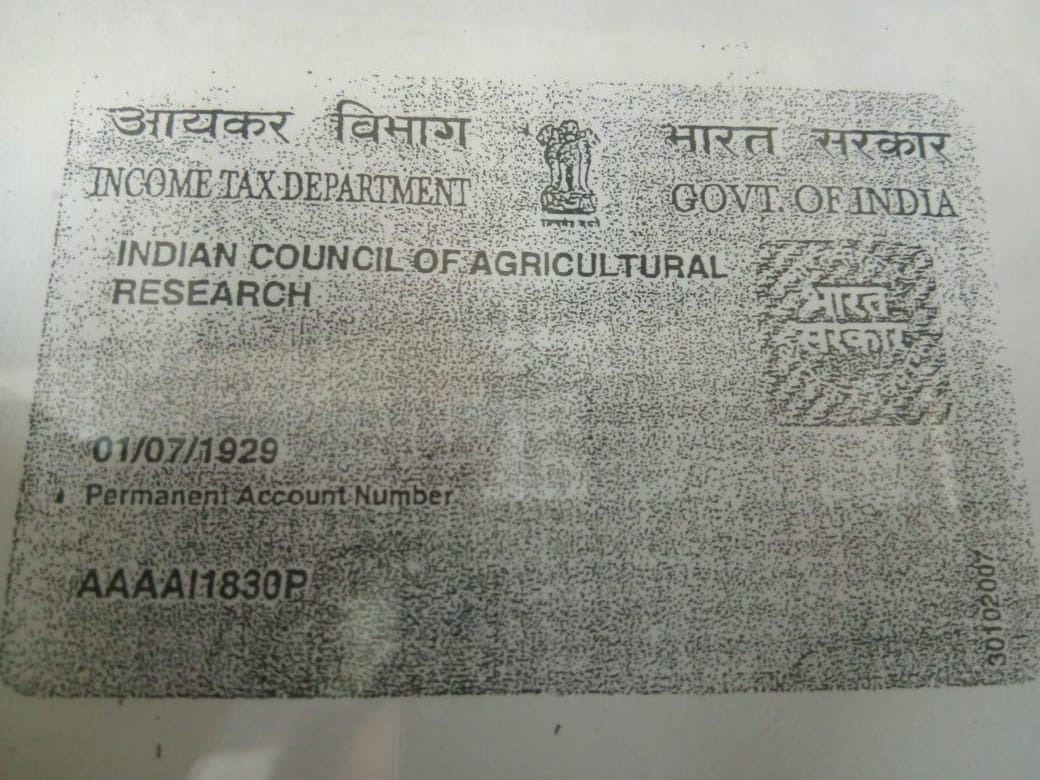 आयकर विभाग
INCOME TAX DEPARTMENT
भारत सरकार
GOVT. OF INDIA
INDIAN COUNCIL OF AGRICULTURAL
RESEARCH
भारत
सरकार
01/07/1929
Permanent Account Number
AAAAI1830P
30102007